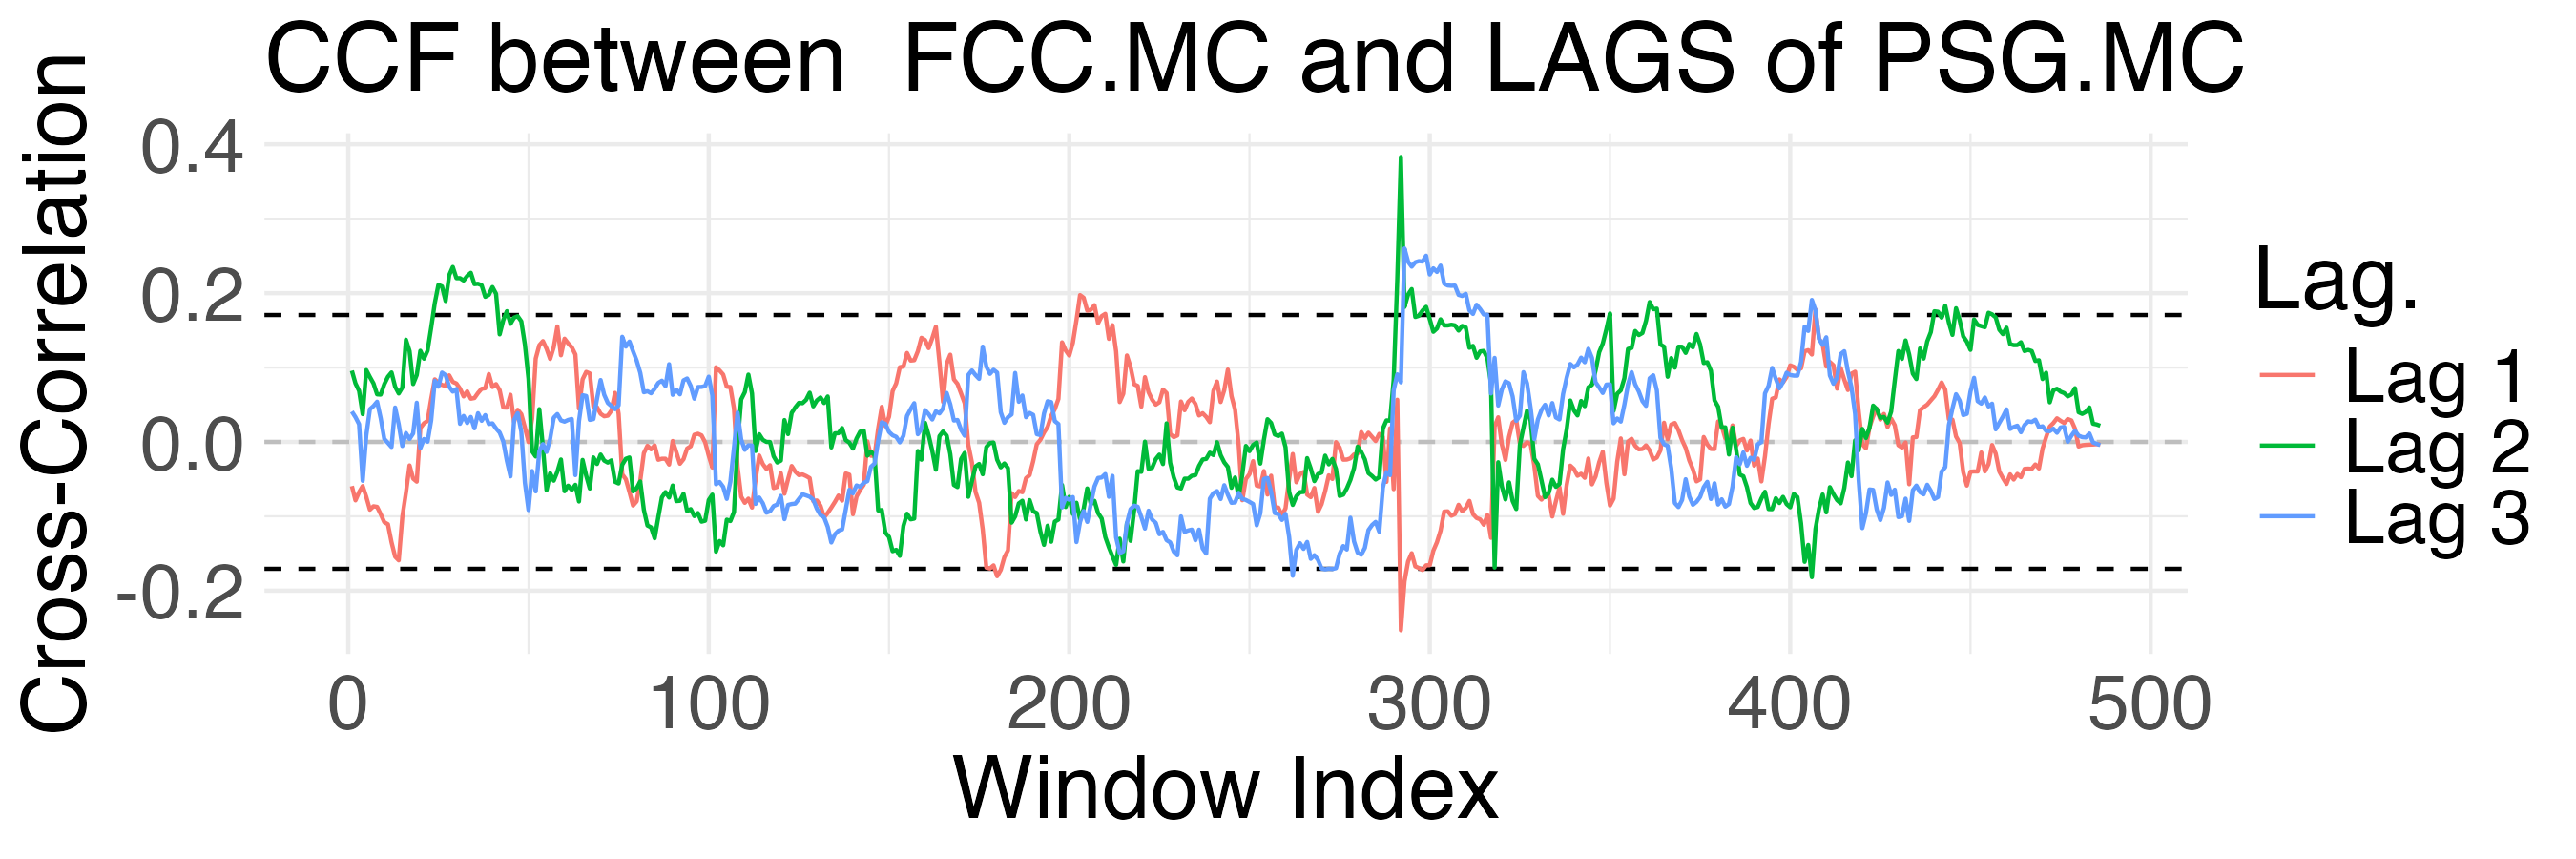 CCF between  FCC.MC and LAGS of PSG.MC
Cross-Correlation
0.4
0.2
0.0
-0.2
0 100 200 300 400 500
Window Index
Lag.
Lag 1
Lag 2
Lag 3